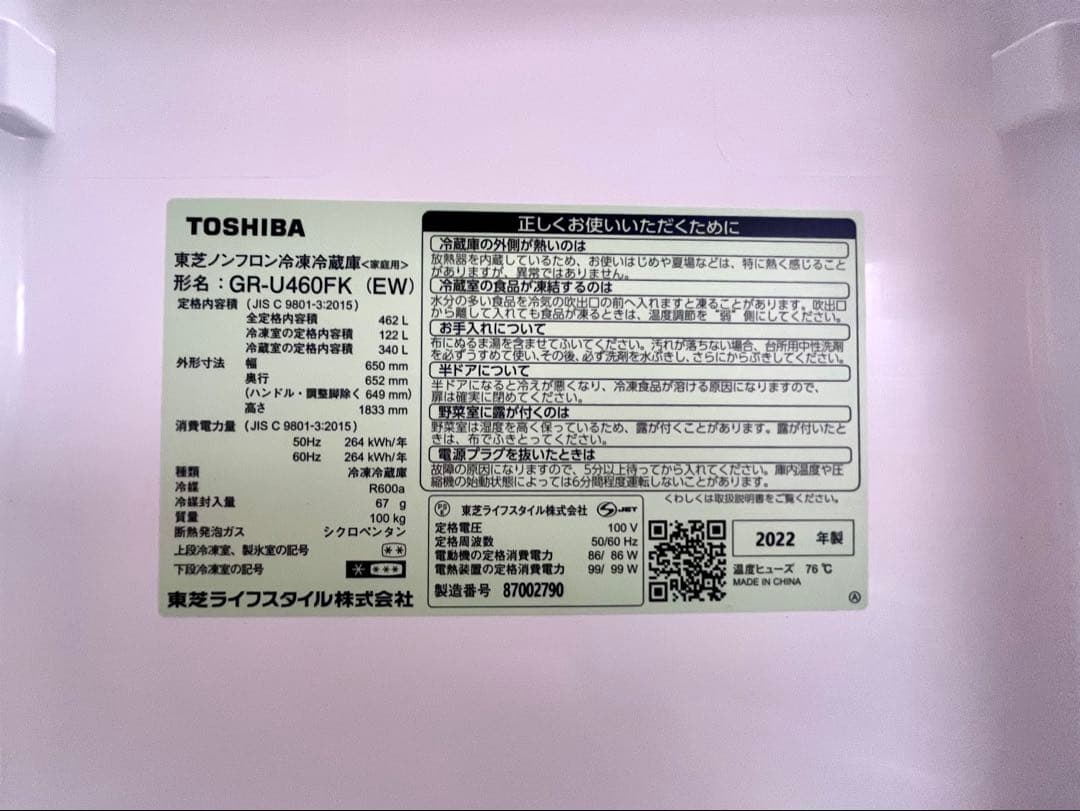 TOSHIBA
東芝ノンフロン冷凍冷蔵庫<家庭用>
形名:GR-U460FK (EW)
定格内容積 (JIS C 9801-3:2015)
全定格内容積 462 L
冷凍室の定格内容積 122 L
冷蔵室の定格内容積 340 L
外形寸法 幅 650 mm
奥行 652 mm
(ハンドル・調整脚除く 649 mm)
高さ 1833 mm
消費電力量 (JIS C 9801-3:2015)
50Hz 264 kWh/年
60Hz 264 kWh/年
種類 冷凍冷蔵庫
冷媒 R600a
冷媒封入量 67 g
質量 100 kg
断熱発泡ガス シクロペンタン
上段冷凍室、製氷室の記号 **
下段冷凍室の記号 * ***
東芝ライフスタイル株式会社
正しくお使いいただくために
冷蔵庫の外側が熱いのは
放熱器を内蔵しているため、お使いはじめや夏場などは、特に熱く感じること
がありますが、異常ではありません。
冷蔵室の食品が凍結するのは
水分の多い食品を冷気の吹出口の前へ入れますと凍ることがあります。吹出口
から離して入れても食品が凍るときは、温度調節を"弱"側にしてください。
お手入れについて
布にぬるま湯を含ませてふいてください。汚れが落ちない場合、台所用中性洗剤
を必ずうすめて使い、その後、必ず洗剤を水ぶきし、さらにからぶきしてください。
半ドアについて
半ドアになると冷えが悪くなり、冷凍食品が溶ける原因になりますので、
扉は確実に閉めてください。
野菜室に露が付くのは
野菜室は湿度を高く保っているため、露が付くことがあります。露が付いたと
きは、布でふきとってください。
電源プラグを抜いたときは
故障の原因になりますので、5分以上待ってから入れてください。庫内温度や圧
縮機の始動状態によっては6分間程度運転しないことがあります。
くわしくは取扱説明書をご覧ください。
PSE 東芝ライフスタイル株式会社 S JET
定格電圧 100 V
定格周波数 50/60 Hz
電動機の定格消費電力 86/ 86 W
電熱装置の定格消費電力 99/ 99 W
製造番号 87002790
2022 年製
温度ヒューズ 76℃
MADE IN CHINA
A